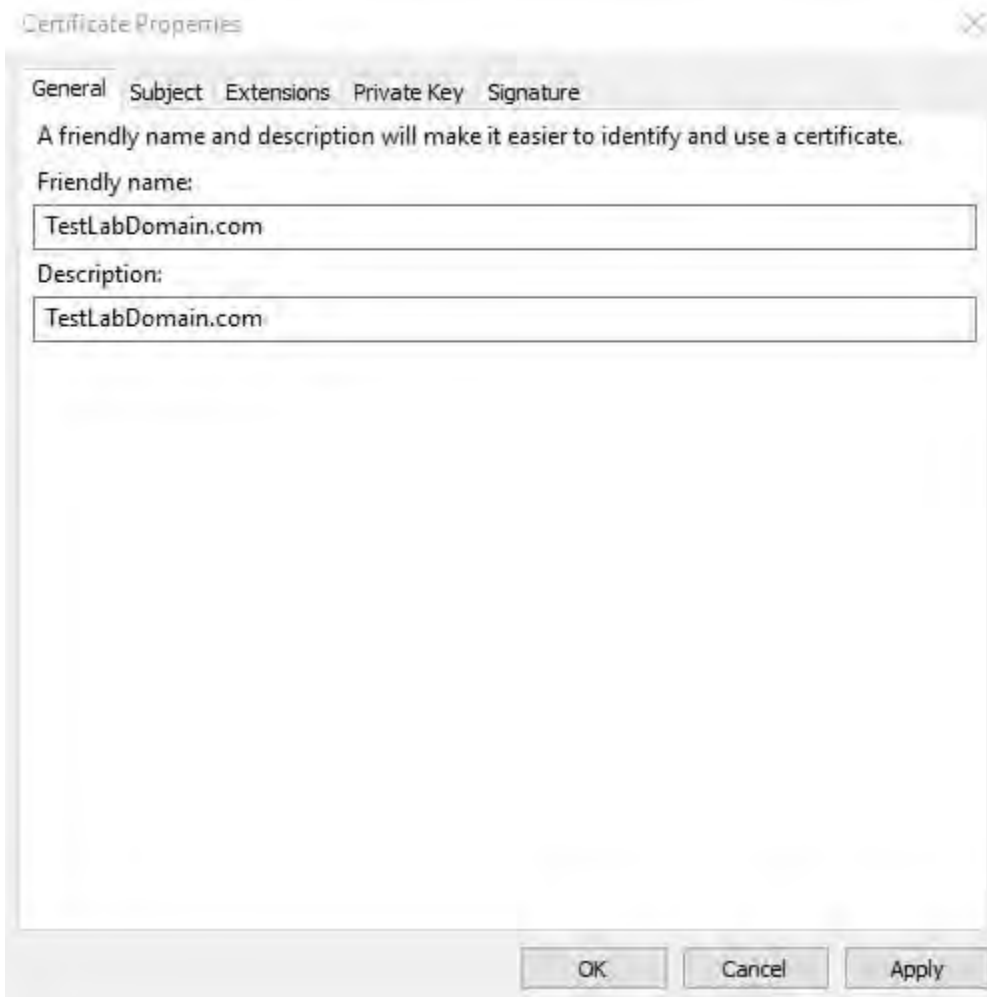 Certificate Properties
General Subject Extensions Private Key Signature
A friendly name and description will make it easier to identify and use a certificate.
Friendly name:
TestLabDomain.com
Description:
TestLabDomain.com
OK Cancel Apply